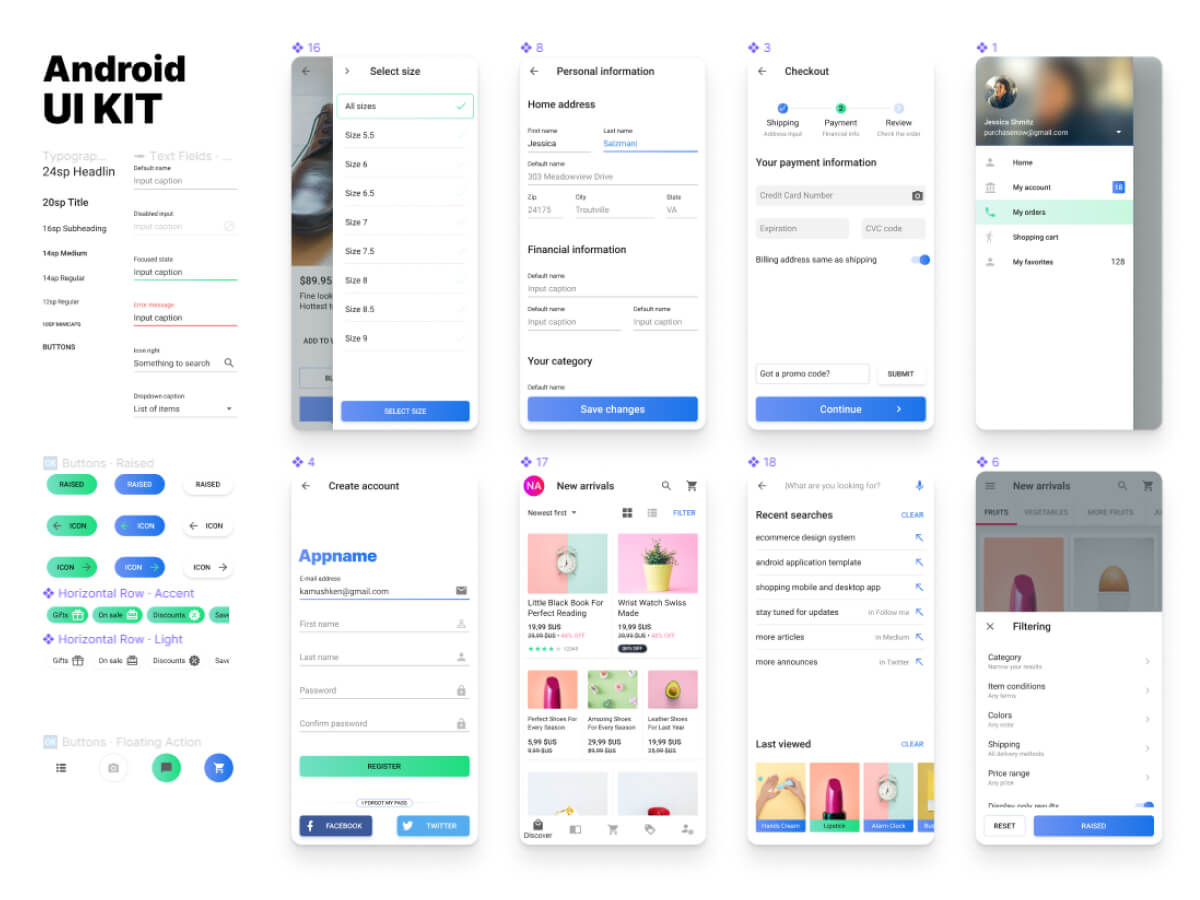 Android
UI KIT
Typograp...
24sp Headlin
20sp Title
16sp Subheading
14sp Medium
14sp Regular
12sp Regular
10SP MINICAPS
BUTTONS
Text Fields - ...
Default name
Input caption
Disabled input
Input caption
Focused state
Input caption
Error message
Input caption
Icon right
Something to search
Dropdown caption
List of items
Buttons - Raised
RAISED
RAISED
RAISED
ICON
ICON
ICON
ICON
ICON
ICON
Horizontal Row - Accent
Gifts
On sale
Discounts
Save
Horizontal Row - Light
Gifts
On sale
Discounts
Save
Buttons - Floating Action
16
Select size
All sizes
Size 5.5
Size 6
Size 6.5
Size 7
Size 7.5
Size 8
Size 8.5
Size 9
$89.95
Fine look
Hottest t
ADD TO
BU
SELECT SIZE
8
Personal information
Home address
First name
Jessica
Last name
Salzmani
Default name
303 Meadowview Drive
Zip
24175
City
Troutville
State
VA
Financial information
Default name
Input caption
Default name
Input caption
Default name
Input caption
Your category
Default name
Save changes
3
Checkout
2
Shipping
Payment
Review
Address input
Financial info
Check the order
Your payment information
Credit Card Number
Expiration
CVC code
Billing address same as shipping
Got a promo code?
SUBMIT
Continue
1
Jessica Shmitz
purchasenow@gmail.com
Home
My account
18
My orders
Shopping cart
My favorites
128
4
Create account
Appname
E-mail address
kamushken@gmail.com
First name
Last name
Password
Confirm password
REGISTER
I FORGOT MY PASS
FACEBOOK
TWITTER
17
NA
New arrivals
Newest first
FILTER
Little Black Book For
Perfect Reading
19,99 $US
39,99 $US • 46% OFF
12345
Wrist Watch Swiss
Made
19,99 $US
39,99 $US • 40% OFF
Perfect Shoes For
Every Season
5,99 $US
9,99 $US
Amazing Shoes
For Every Season
29,99 $US
89,99 $US
Leather Shoes
For Last Year
19,99 $US
25,99 $US
Discover
18
What are you looking for?
Recent searches
CLEAR
ecommerce design system
android application template
shopping mobile and desktop app
stay tuned for updates
in Follow me
more articles
in Medium
more announces
in Twitter
Last viewed
CLEAR
Hands Cream
Lipstick
Alarm Clock
6
New arrivals
FRUITS
VEGETABLES
MORE FRUITS
JU
Filtering
Category
Narrow your results
Item conditions
Any terms
Colors
Any color
Shipping
All delivery methods
Price range
Any price
Display only results
RESET
RAISED